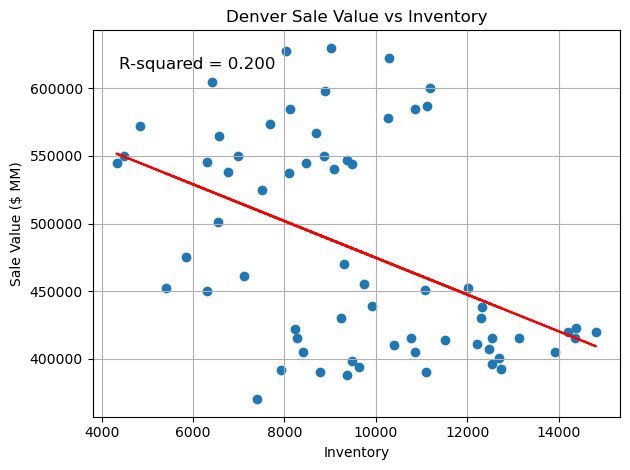 Denver Sale Value vs Inventory
R-squared = 0.200
Sale Value ($ MM)
600000
550000
500000
450000
400000
4000 6000 8000 10000 12000 14000
Inventory